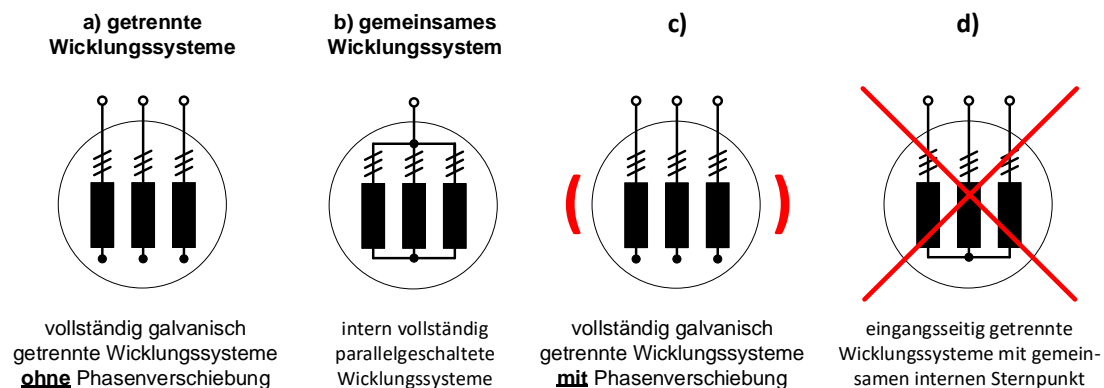 a) getrennte
Wicklungssysteme
b) gemeinsames
Wicklungssystem
c)
d)
(
)
vollständig galvanisch
getrennte Wicklungssysteme
ohne Phasenverschiebung
intern vollständig
parallelgeschaltete
Wicklungssysteme
vollständig galvanisch
getrennte Wicklungssysteme
mit Phasenverschiebung
eingangsseitig getrennte
Wicklungssysteme mit gemein-
samen internen Sternpunkt